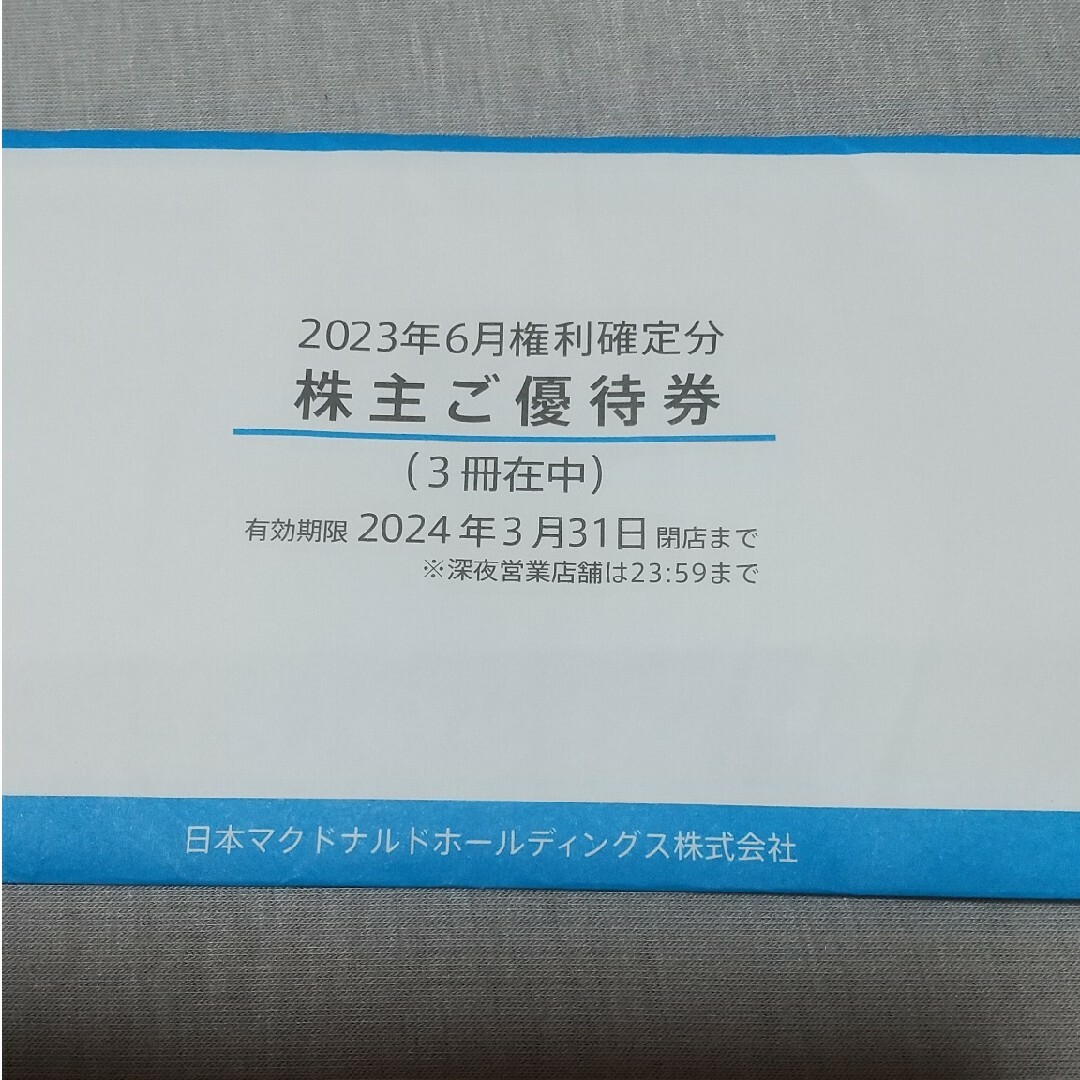 2023年6月権利確定分
株主ご優待券
(3冊在中)
有効期限 2024年3月31日 閉店まで
※深夜営業店舗は23:59まで
日本マクドナルドホールディングス株式会社